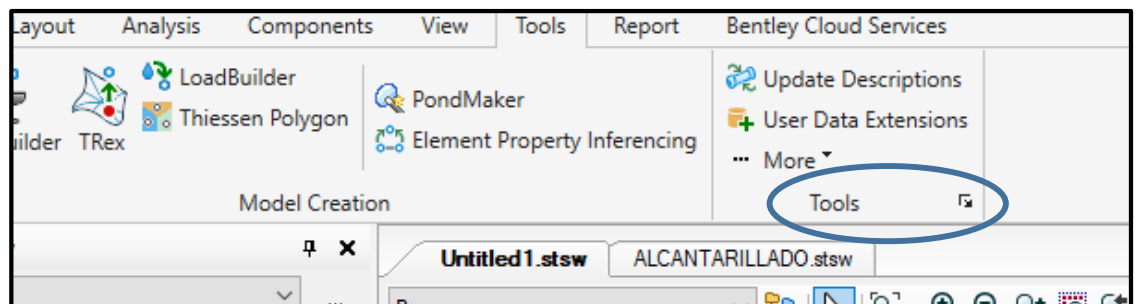 Layout Analysis Components View Tools Report Bentley Cloud Services
LoadBuilder
Thiessen Polygon
TRex
PondMaker
Element Property Inferencing
Model Creation
Update Descriptions
User Data Extensions
More
Tools
Untitled1.stsw ALCANTARILLADO.stsw